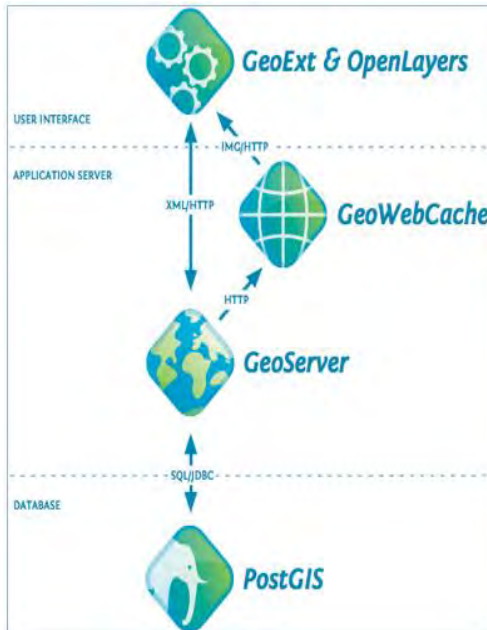 GeoExt & OpenLayers
USER INTERFACE
IMG/HTTP
APPLICATION SERVER
XML/HTTP
GeoWebCache
HTTP
GeoServer
SQL/JDBC
DATABASE
PostGIS